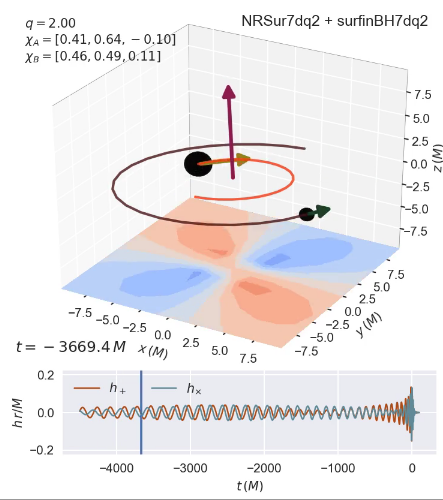 NRSur7dq2 + surfinBH7dq2
q = 2.00
χ_A = [0.41, 0.64, −0.10]
χ_B = [0.46, 0.49, 0.11]
7.5
5.0
2.5
0.0
−2.5
−5.0
−7.5
z (M)
−7.5
−5.0
−2.5
0.0
2.5
5.0
7.5
x (M)
−7.5
−5.0
−2.5
0.0
2.5
5.0
7.5
y (M)
t = −3669.4 M
h₊ h×
0.2
0.0
−0.2
h r/M
−4000 −3000 −2000 −1000 0
t (M)